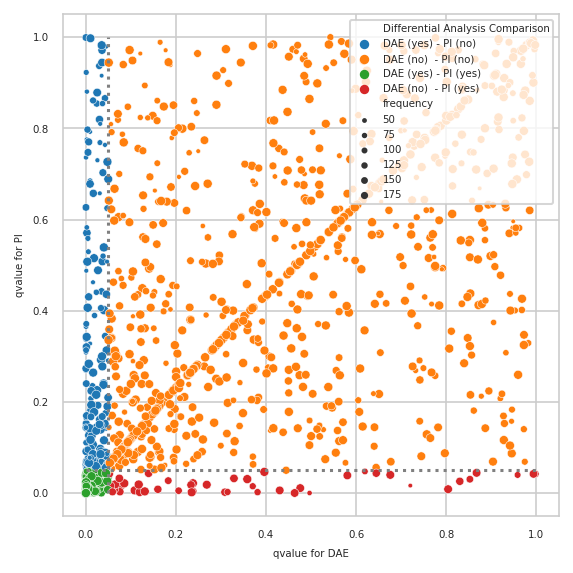 Differential Analysis Comparison
DAE (yes) - PI (no)
DAE (no)  - PI (no)
DAE (yes) - PI (yes)
DAE (no)  - PI (yes)
frequency
50
75
100
125
150
175
qvalue for PI
1.0
0.8
0.6
0.4
0.2
0.0
0.0 0.2 0.4 0.6 0.8 1.0
qvalue for DAE